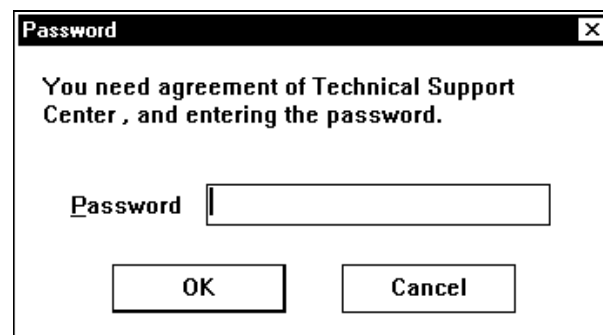 Password
You need agreement of Technical Support
Center , and entering the password.
Password
OK Cancel